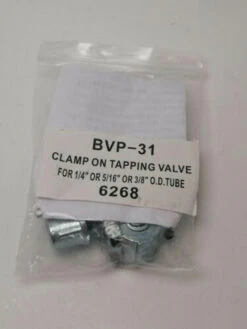 BVP-31
CLAMP ON TAPPING VALVE
FOR 1/4" OR 5/16" OR 3/8" O.D.TUBE
6268